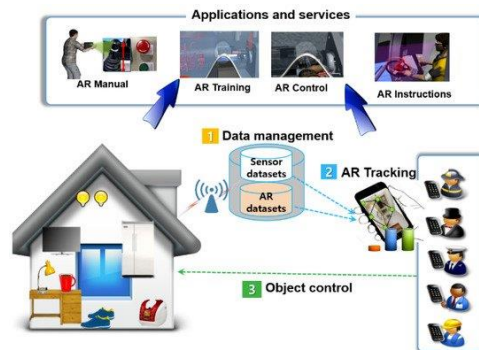 Applications and services
AR Manual
AR Training
AR Control
AR Instructions
1 Data management
Sensor
datasets
AR
datasets
2 AR Tracking
3 Object control